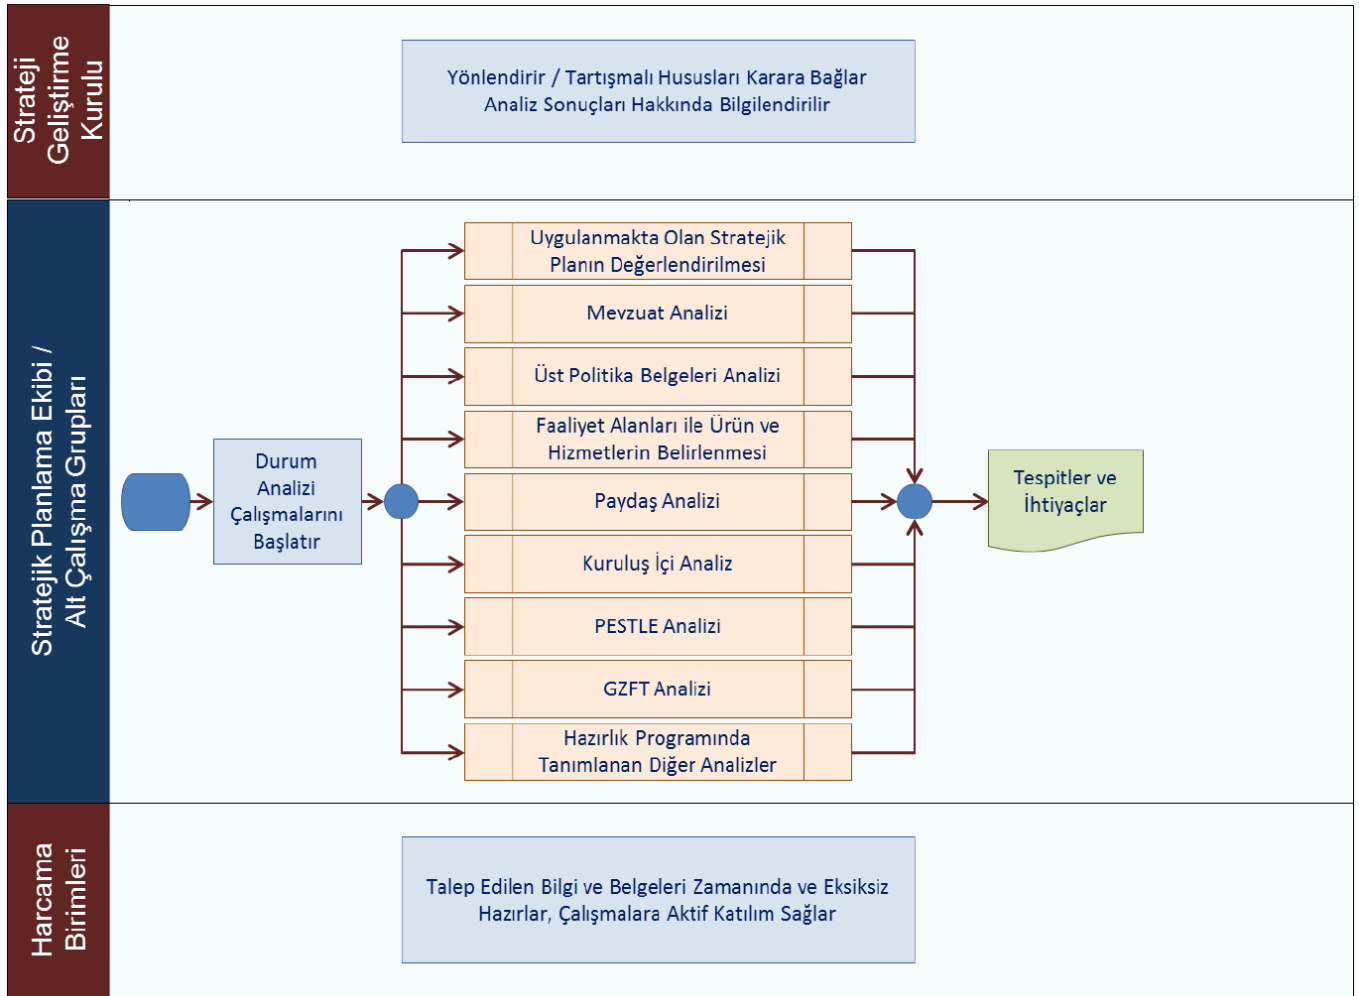 Strateji
Geliştirme
Kurulu
Yönlendirir / Tartışmalı Hususları Karara Bağlar
Analiz Sonuçları Hakkında Bilgilendirilir
Stratejik Planlama Ekibi /
Alt Çalışma Grupları
Durum
Analizi
Çalışmalarını
Başlatır
Uygulanmakta Olan Stratejik
Planın Değerlendirilmesi
Mevzuat Analizi
Üst Politika Belgeleri Analizi
Faaliyet Alanları ile Ürün ve
Hizmetlerin Belirlenmesi
Paydaş Analizi
Kuruluş İçi Analiz
PESTLE Analizi
GZFT Analizi
Hazırlık Programında
Tanımlanan Diğer Analizler
Tespitler ve
İhtiyaçlar
Harcama
Birimleri
Talep Edilen Bilgi ve Belgeleri Zamanında ve Eksiksiz
Hazırlar, Çalışmalara Aktif Katılım Sağlar